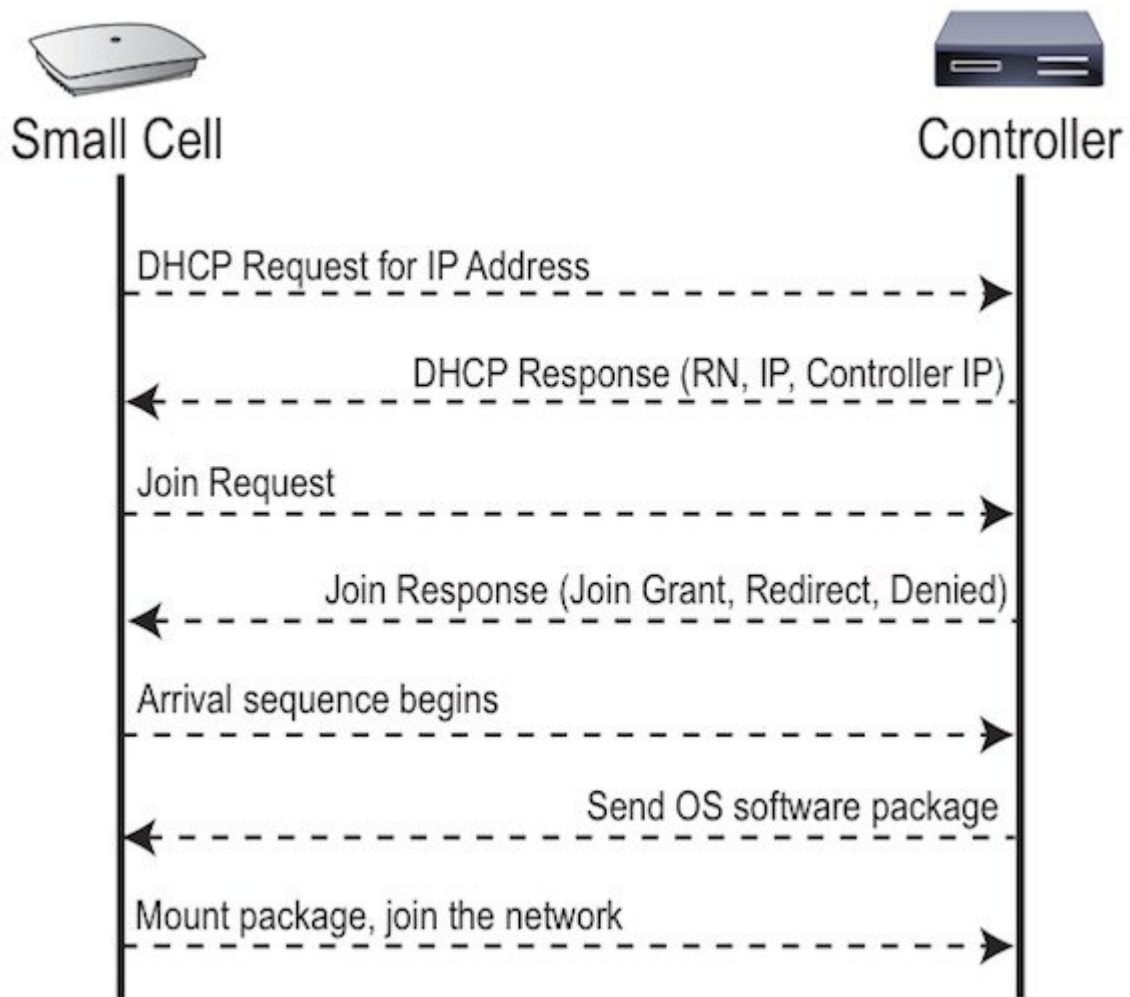 Small Cell
Controller
DHCP Request for IP Address
DHCP Response (RN, IP, Controller IP)
Join Request
Join Response (Join Grant, Redirect, Denied)
Arrival sequence begins
Send OS software package
Mount package, join the network